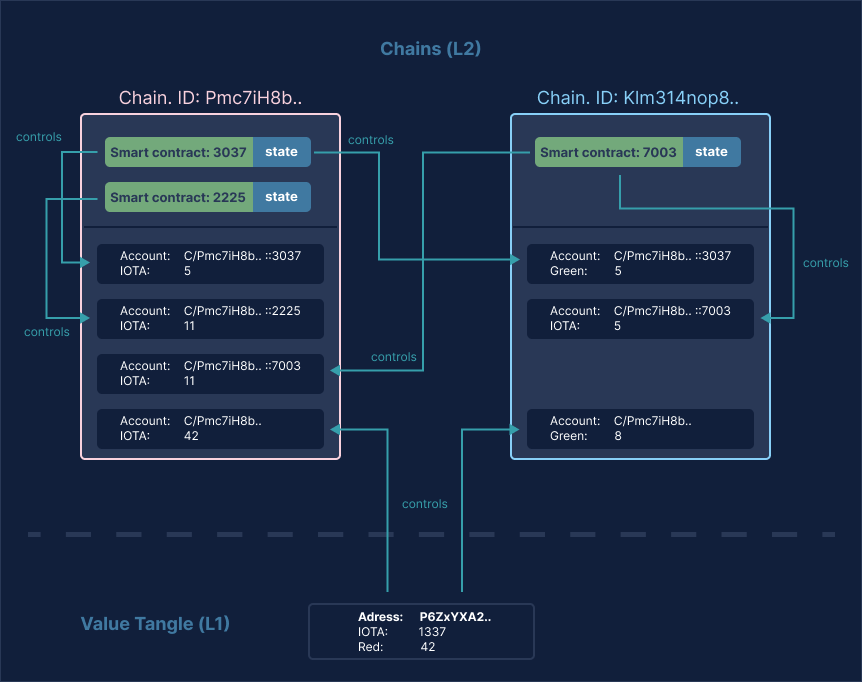 Chains (L2)
Chain. ID: Pmc7iH8b..
Chain. ID: Klm314nop8..
controls
controls
Smart contract: 3037 state
Smart contract: 7003 state
Smart contract: 2225 state
Account: C/Pmc7iH8b.. ::3037
IOTA: 5
Account: C/Pmc7iH8b.. ::3037
Green: 5
controls
Account: C/Pmc7iH8b.. ::2225
IOTA: 11
Account: C/Pmc7iH8b.. ::7003
IOTA: 5
controls
controls
Account: C/Pmc7iH8b.. ::7003
IOTA: 11
Account: C/Pmc7iH8b..
IOTA: 42
Account: C/Pmc7iH8b..
Green: 8
controls
Value Tangle (L1)
Adress: P6ZxYXA2..
IOTA: 1337
Red: 42